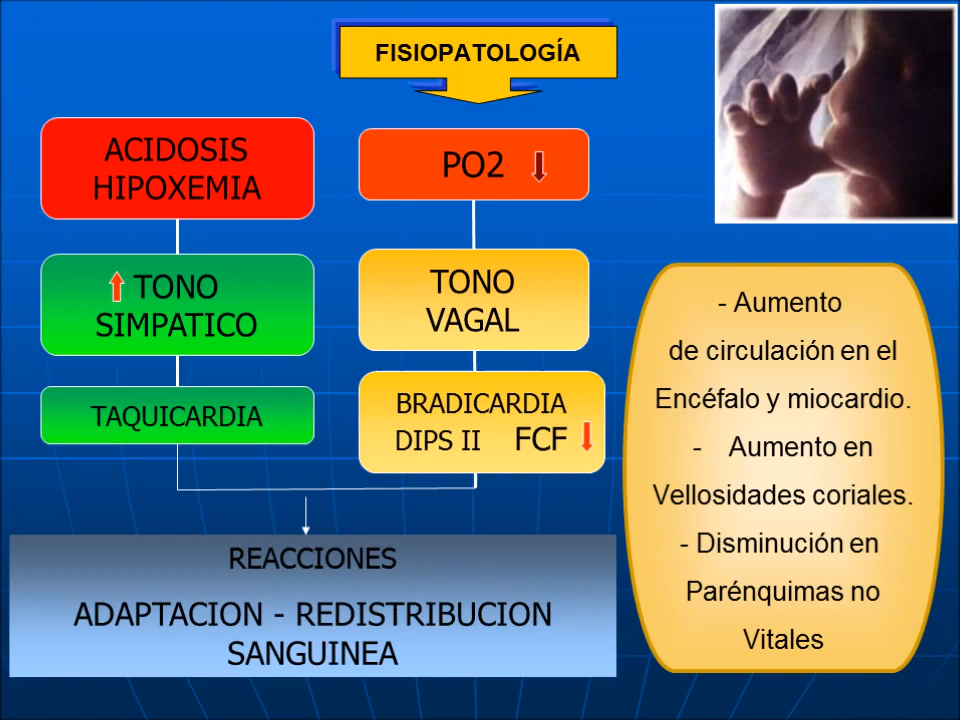 FISIOPATOLOGÍA
ACIDOSIS
HIPOXEMIA
TONO
SIMPATICO
TAQUICARDIA
PO2
TONO
VAGAL
BRADICARDIA
DIPS II FCF
REACCIONES
ADAPTACION - REDISTRIBUCION
SANGUINEA
- Aumento
de circulación en el
Encéfalo y miocardio.
- Aumento en
Vellosidades coriales.
- Disminución en
Parénquimas no
Vitales